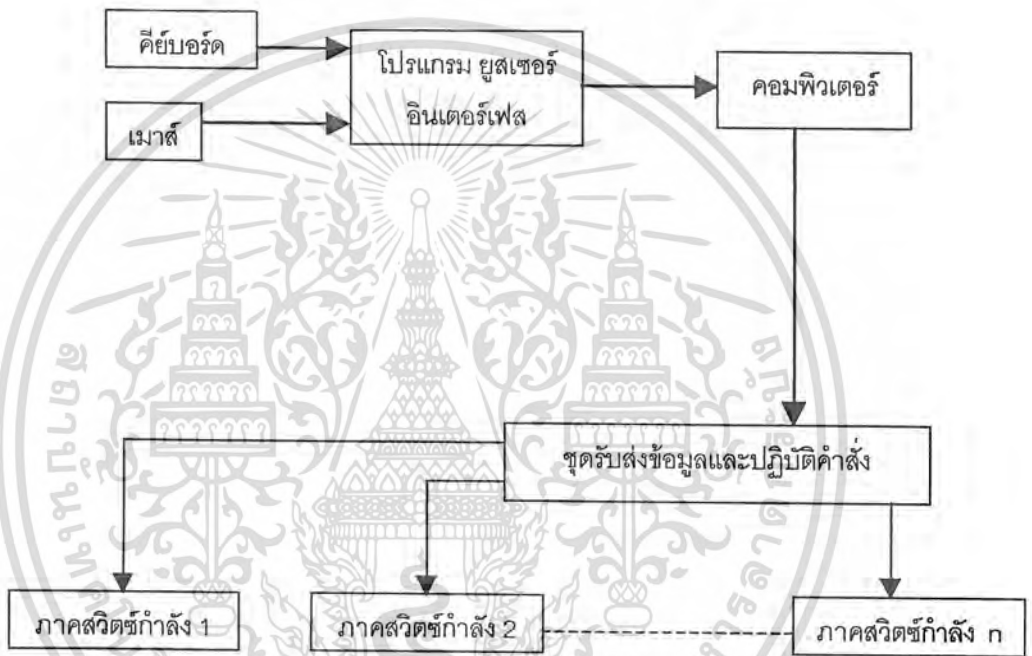 คีย์บอร์ด
โปรแกรม ยูสเซอร์
อินเตอร์เฟส
คอมพิวเตอร์
เมาส์
ชุดรับส่งข้อมูลและปฏิบัติคำสั่ง
ภาคสวิตซ์กำลัง 1
ภาคสวิตซ์กำลัง 2
ภาคสวิตซ์กำลัง n